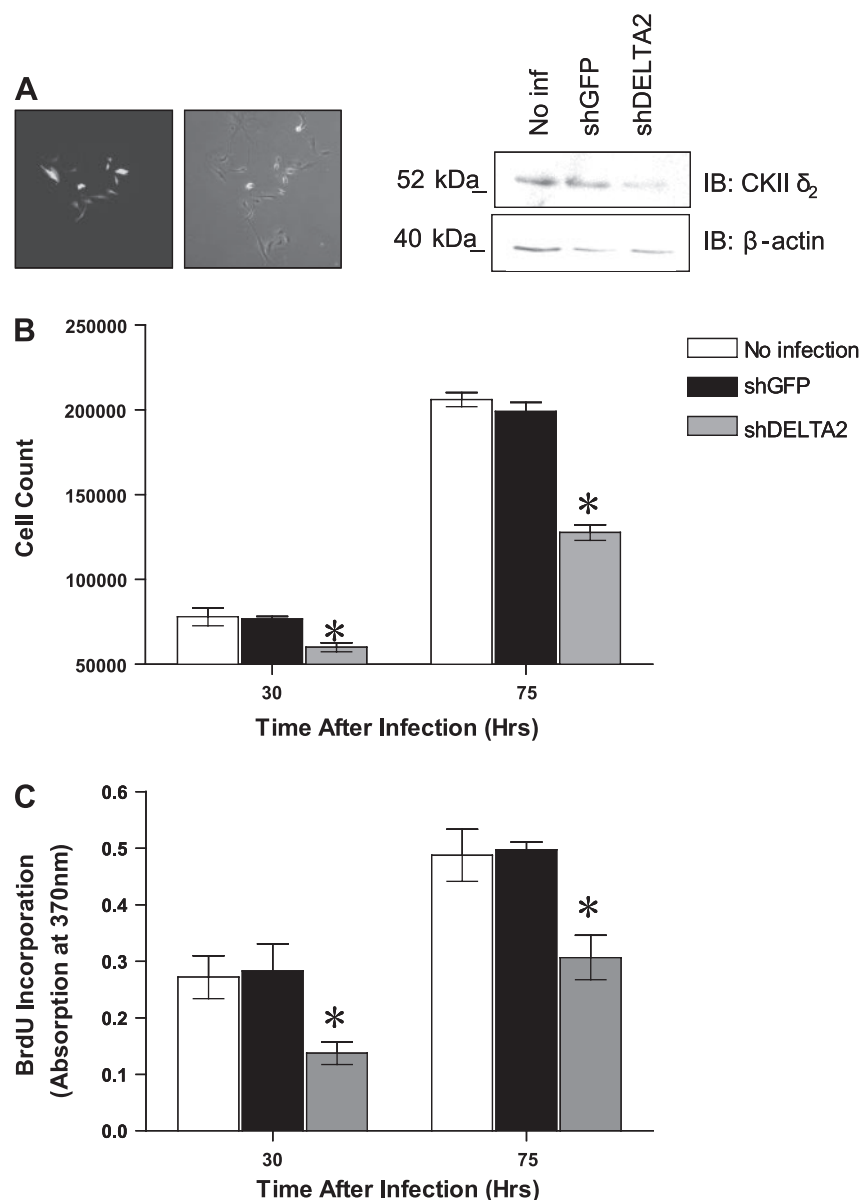 A
No inf
shGFP
shDELTA2
52 kDa
IB: CKII δ₂
40 kDa
IB: β-actin
B
Cell Count
250000
200000
150000
100000
50000
*
*
30
75
Time After Infection (Hrs)
No infection
shGFP
shDELTA2
C
BrdU Incorporation
(Absorption at 370nm)
0.6
0.5
0.4
0.3
0.2
0.1
0.0
*
*
30
75
Time After Infection (Hrs)